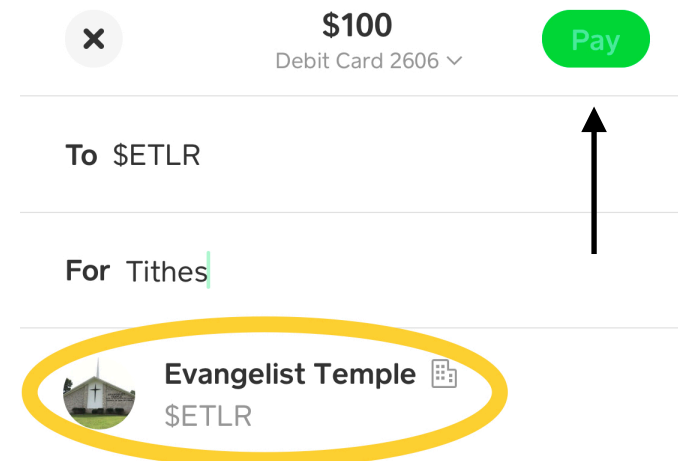 $100
Debit Card 2606
Pay
To $ETLR
For Tithes
Evangelist Temple
$ETLR